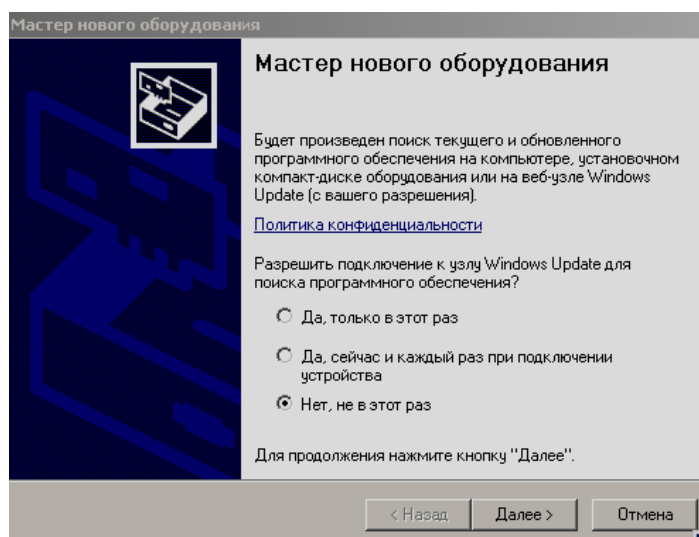 Мастер нового оборудования
Мастер нового оборудования
Будет произведен поиск текущего и обновленного
программного обеспечения на компьютере, установочном
компакт-диске оборудования или на веб-узле Windows
Update (с вашего разрешения).
Политика конфиденциальности
Разрешить подключение к узлу Windows Update для
поиска программного обеспечения?
Да, только в этот раз
Да, сейчас и каждый раз при подключении
устройства
Нет, не в этот раз
Для продолжения нажмите кнопку "Далее".
< Назад Далее > Отмена